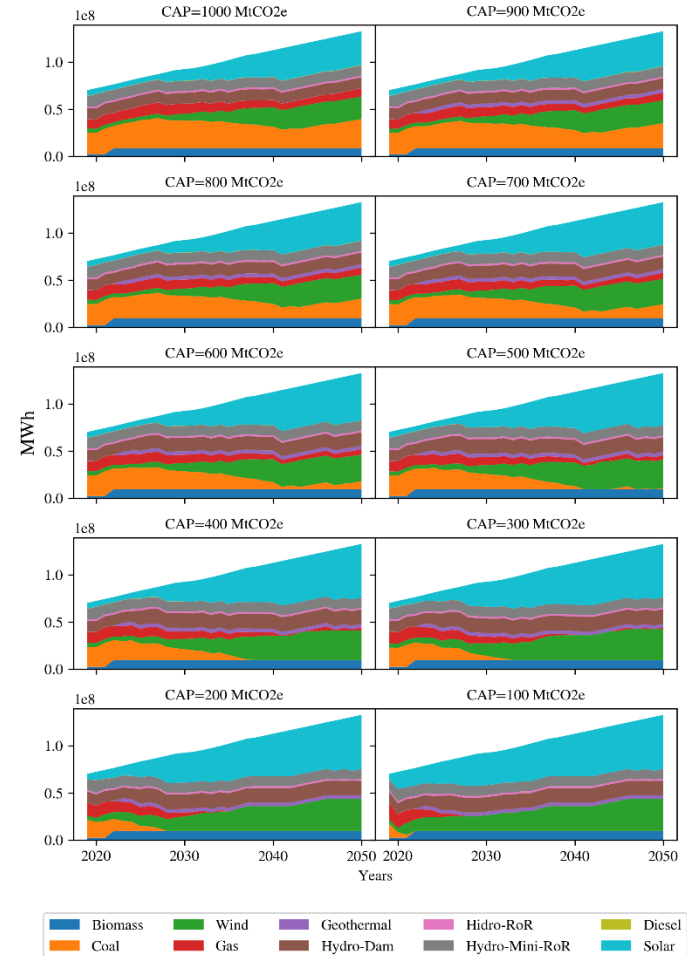 CAP=1000 MtCO2e
CAP=900 MtCO2e
1e8
1.0
0.5
0.0
CAP=800 MtCO2e
CAP=700 MtCO2e
1e8
1.0
0.5
0.0
CAP=600 MtCO2e
CAP=500 MtCO2e
1e8
1.0
0.5
0.0
MWh
CAP=400 MtCO2e
CAP=300 MtCO2e
1e8
1.0
0.5
0.0
CAP=200 MtCO2e
CAP=100 MtCO2e
1e8
1.0
0.5
0.0
2020 2030 2040 2050 2020 2030 2040 2050
Years
Biomass Wind Geothermal Hidro-RoR Diesel
Coal Gas Hydro-Dam Hydro-Mini-RoR Solar